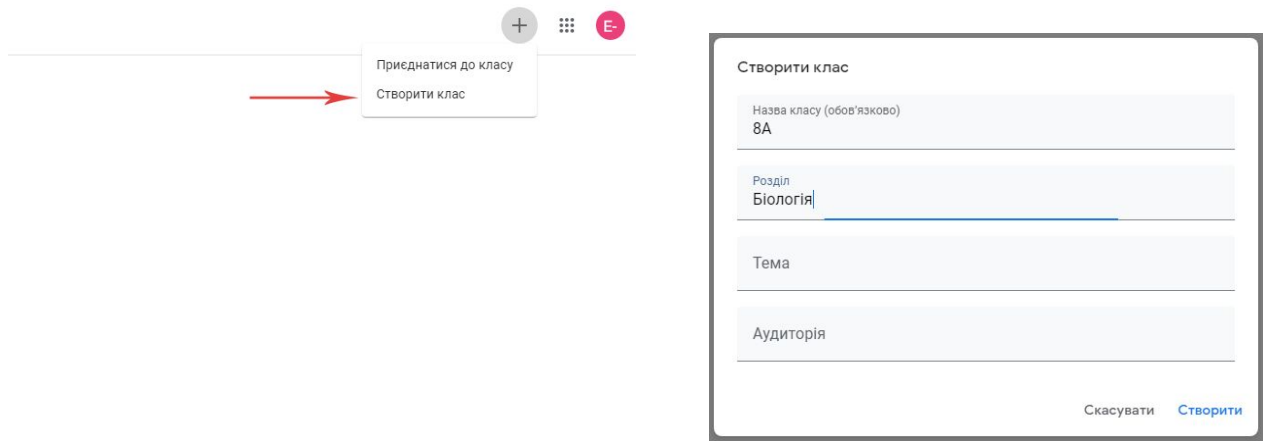 E-
Приєднатися до класу
Створити клас
Створити клас
Назва класу (обов'язково)
8А
Розділ
Біологія
Тема
Аудиторія
Скасувати Створити